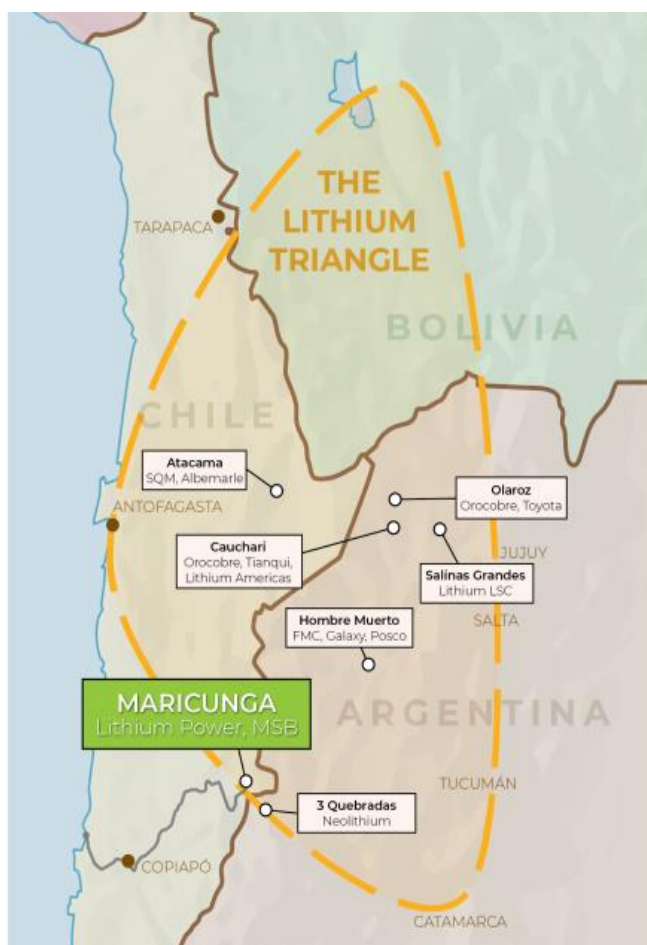 THE
LITHIUM
TRIANGLE
TARAPACA
BOLIVIA
CHILE
Atacama
SQM, Albemarle
Olaroz
Orocobre, Toyota
ANTOFAGASTA
Cauchari
Orocobre, Tianqui,
Lithium Americas
JUJUY
Salinas Grandes
Lithium LSC
Hombre Muerto
FMC, Galaxy, Posco
SALTA
MARICUNGA
Lithium Power, MSB
ARGENTINA
TUCUMÁN
3 Quebradas
Neolithium
COPIAPÓ
CATAMARCA